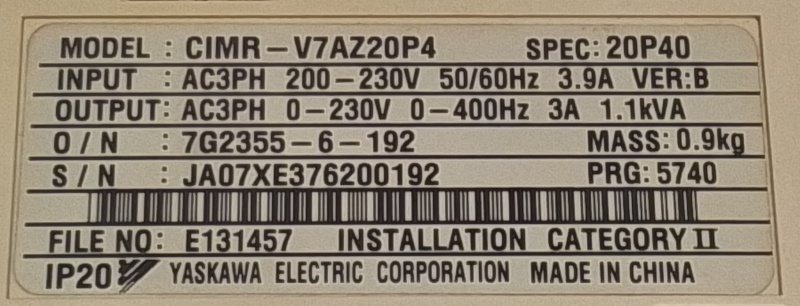 MODEL : CIMR-V7AZ20P4 SPEC: 20P40
INPUT : AC3PH 200-230V 50/60Hz 3.9A VER:B
OUTPUT: AC3PH 0-230V 0-400Hz 3A 1.1kVA
O/N : 7G2355-6-192 MASS: 0.9kg
S/N : JA07XE376200192 PRG: 5740
FILE NO: E131457 INSTALLATION CATEGORY II
IP20 YASKAWA ELECTRIC CORPORATION MADE IN CHINA